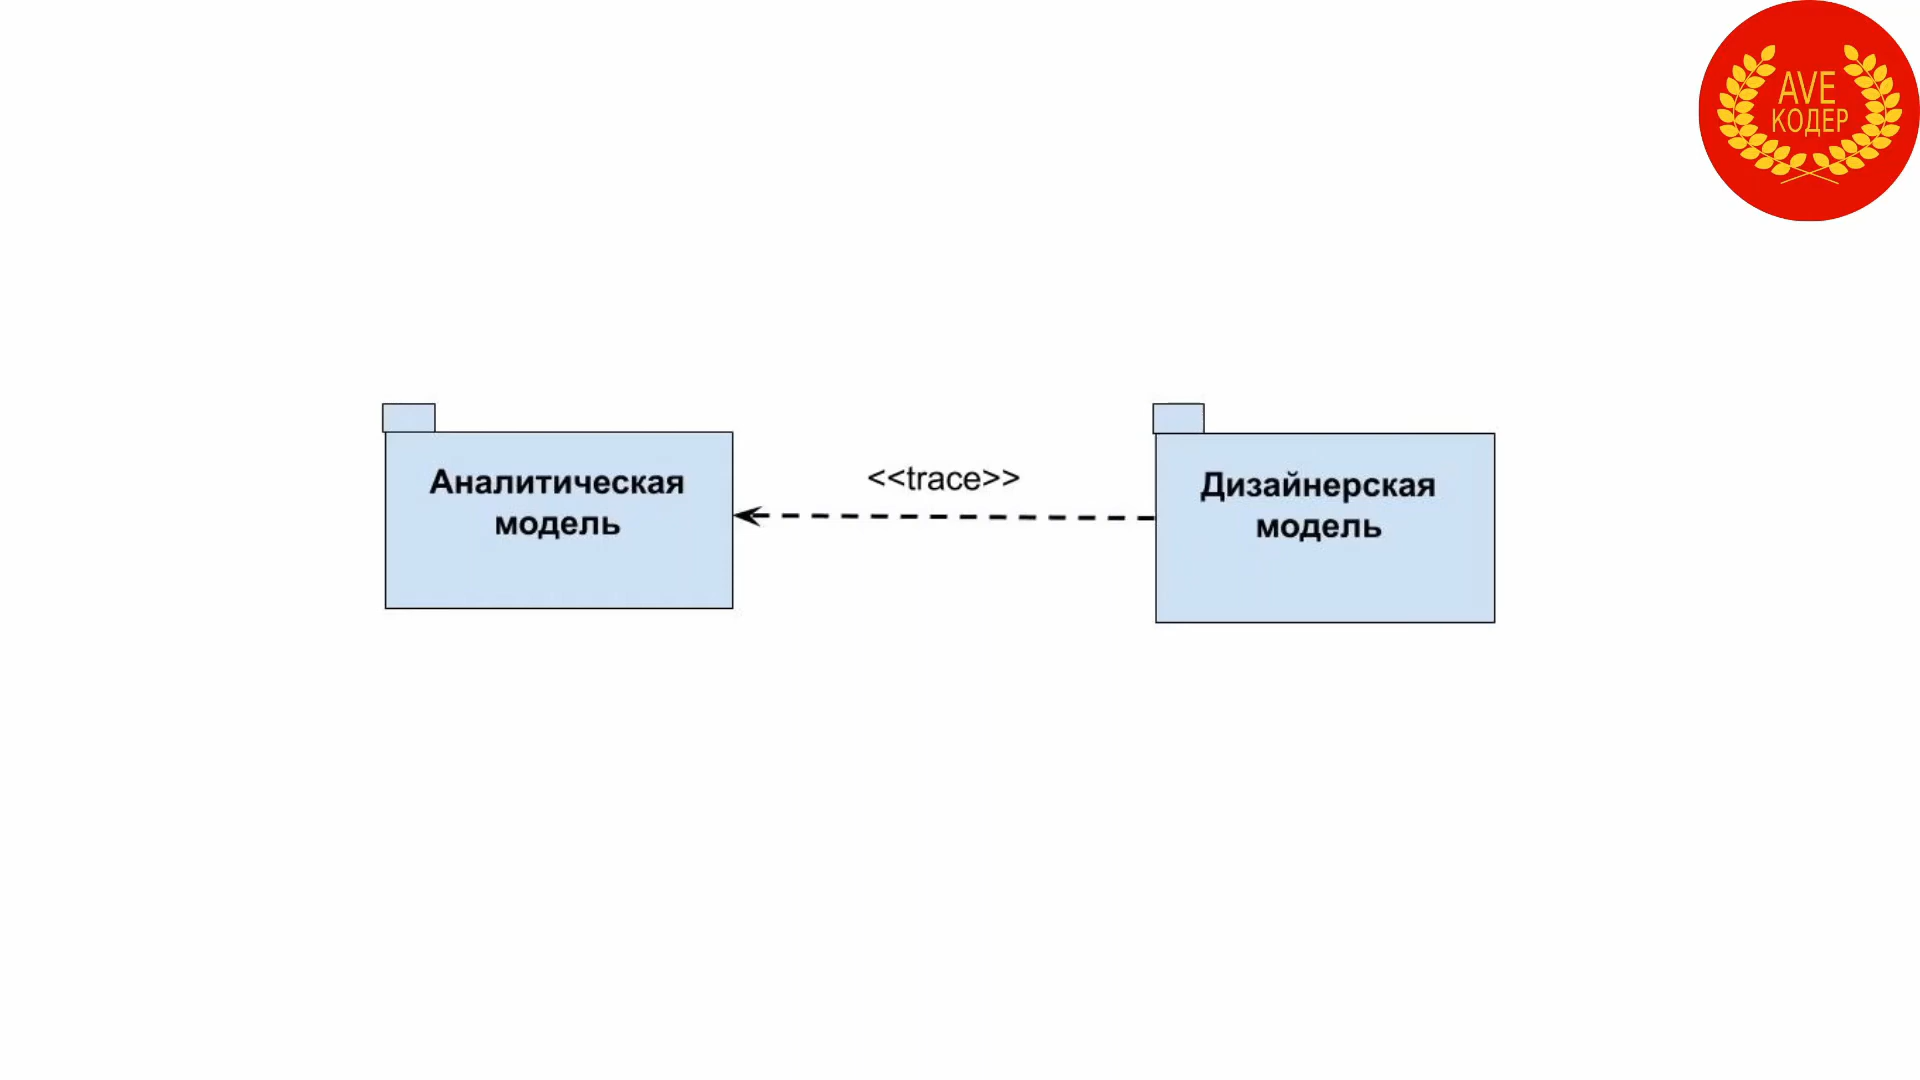 AVE
КОДЕР
Аналитическая
модель
<<trace>>
Дизайнерская
модель